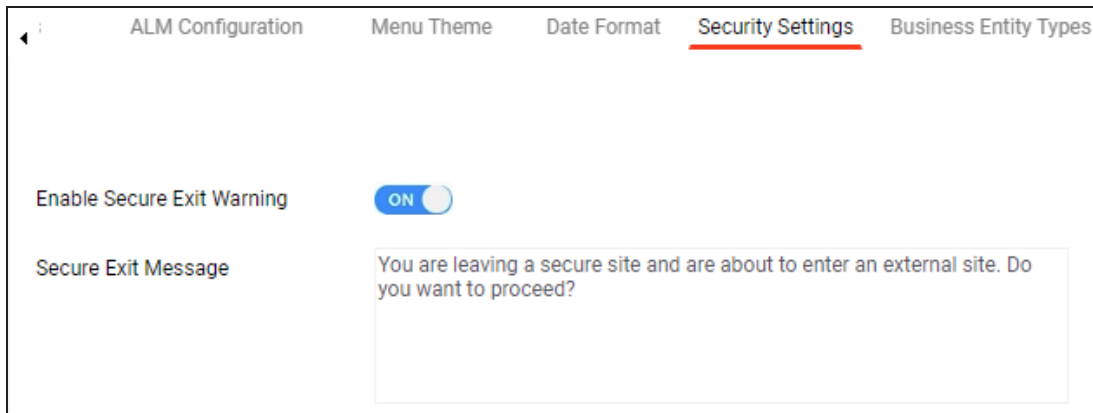 ALM Configuration Menu Theme Date Format Security Settings Business Entity Types
Enable Secure Exit Warning ON
Secure Exit Message You are leaving a secure site and are about to enter an external site. Do
you want to proceed?